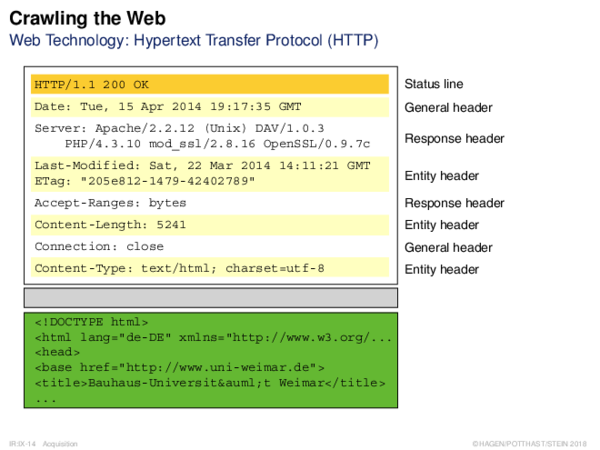 Crawling the Web
Web Technology: Hypertext Transfer Protocol (HTTP)
HTTP/1.1 200 OK
Status line
Date: Tue, 15 Apr 2014 19:17:35 GMT
General header
Server: Apache/2.2.12 (Unix) DAV/1.0.3
PHP/4.3.10 mod_ssl/2.8.16 OpenSSL/0.9.7c
Response header
Last-Modified: Sat, 22 Mar 2014 14:11:21 GMT
ETag: "205e812-1479-42402789"
Entity header
Accept-Ranges: bytes
Response header
Content-Length: 5241
Entity header
Connection: close
General header
Content-Type: text/html; charset=utf-8
Entity header
<!DOCTYPE html>
<html lang="de-DE" xmlns="http://www.w3.org/...
<head>
<base href="http://www.uni-weimar.de">
<title>Bauhaus-Universit&auml;t Weimar</title>
...
IR:IX-14 Acquisition
©HAGEN/POTTHAST/STEIN 2018